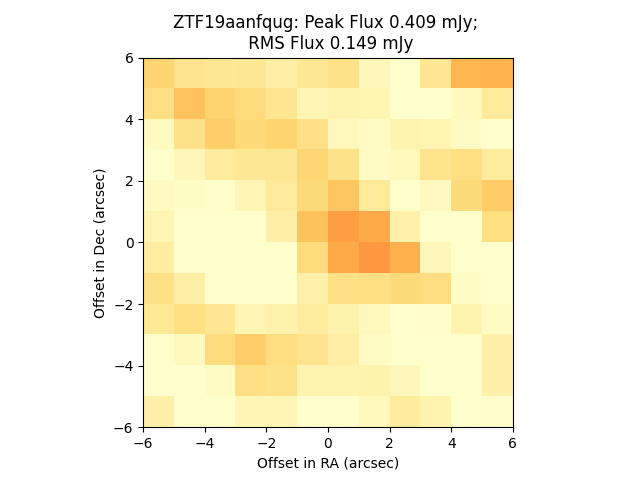 ZTF19aanfqug: Peak Flux 0.409 mJy;
RMS Flux 0.149 mJy
6
4
2
0
−2
−4
−6
Offset in Dec (arcsec)
−6 −4 −2 0 2 4 6
Offset in RA (arcsec)